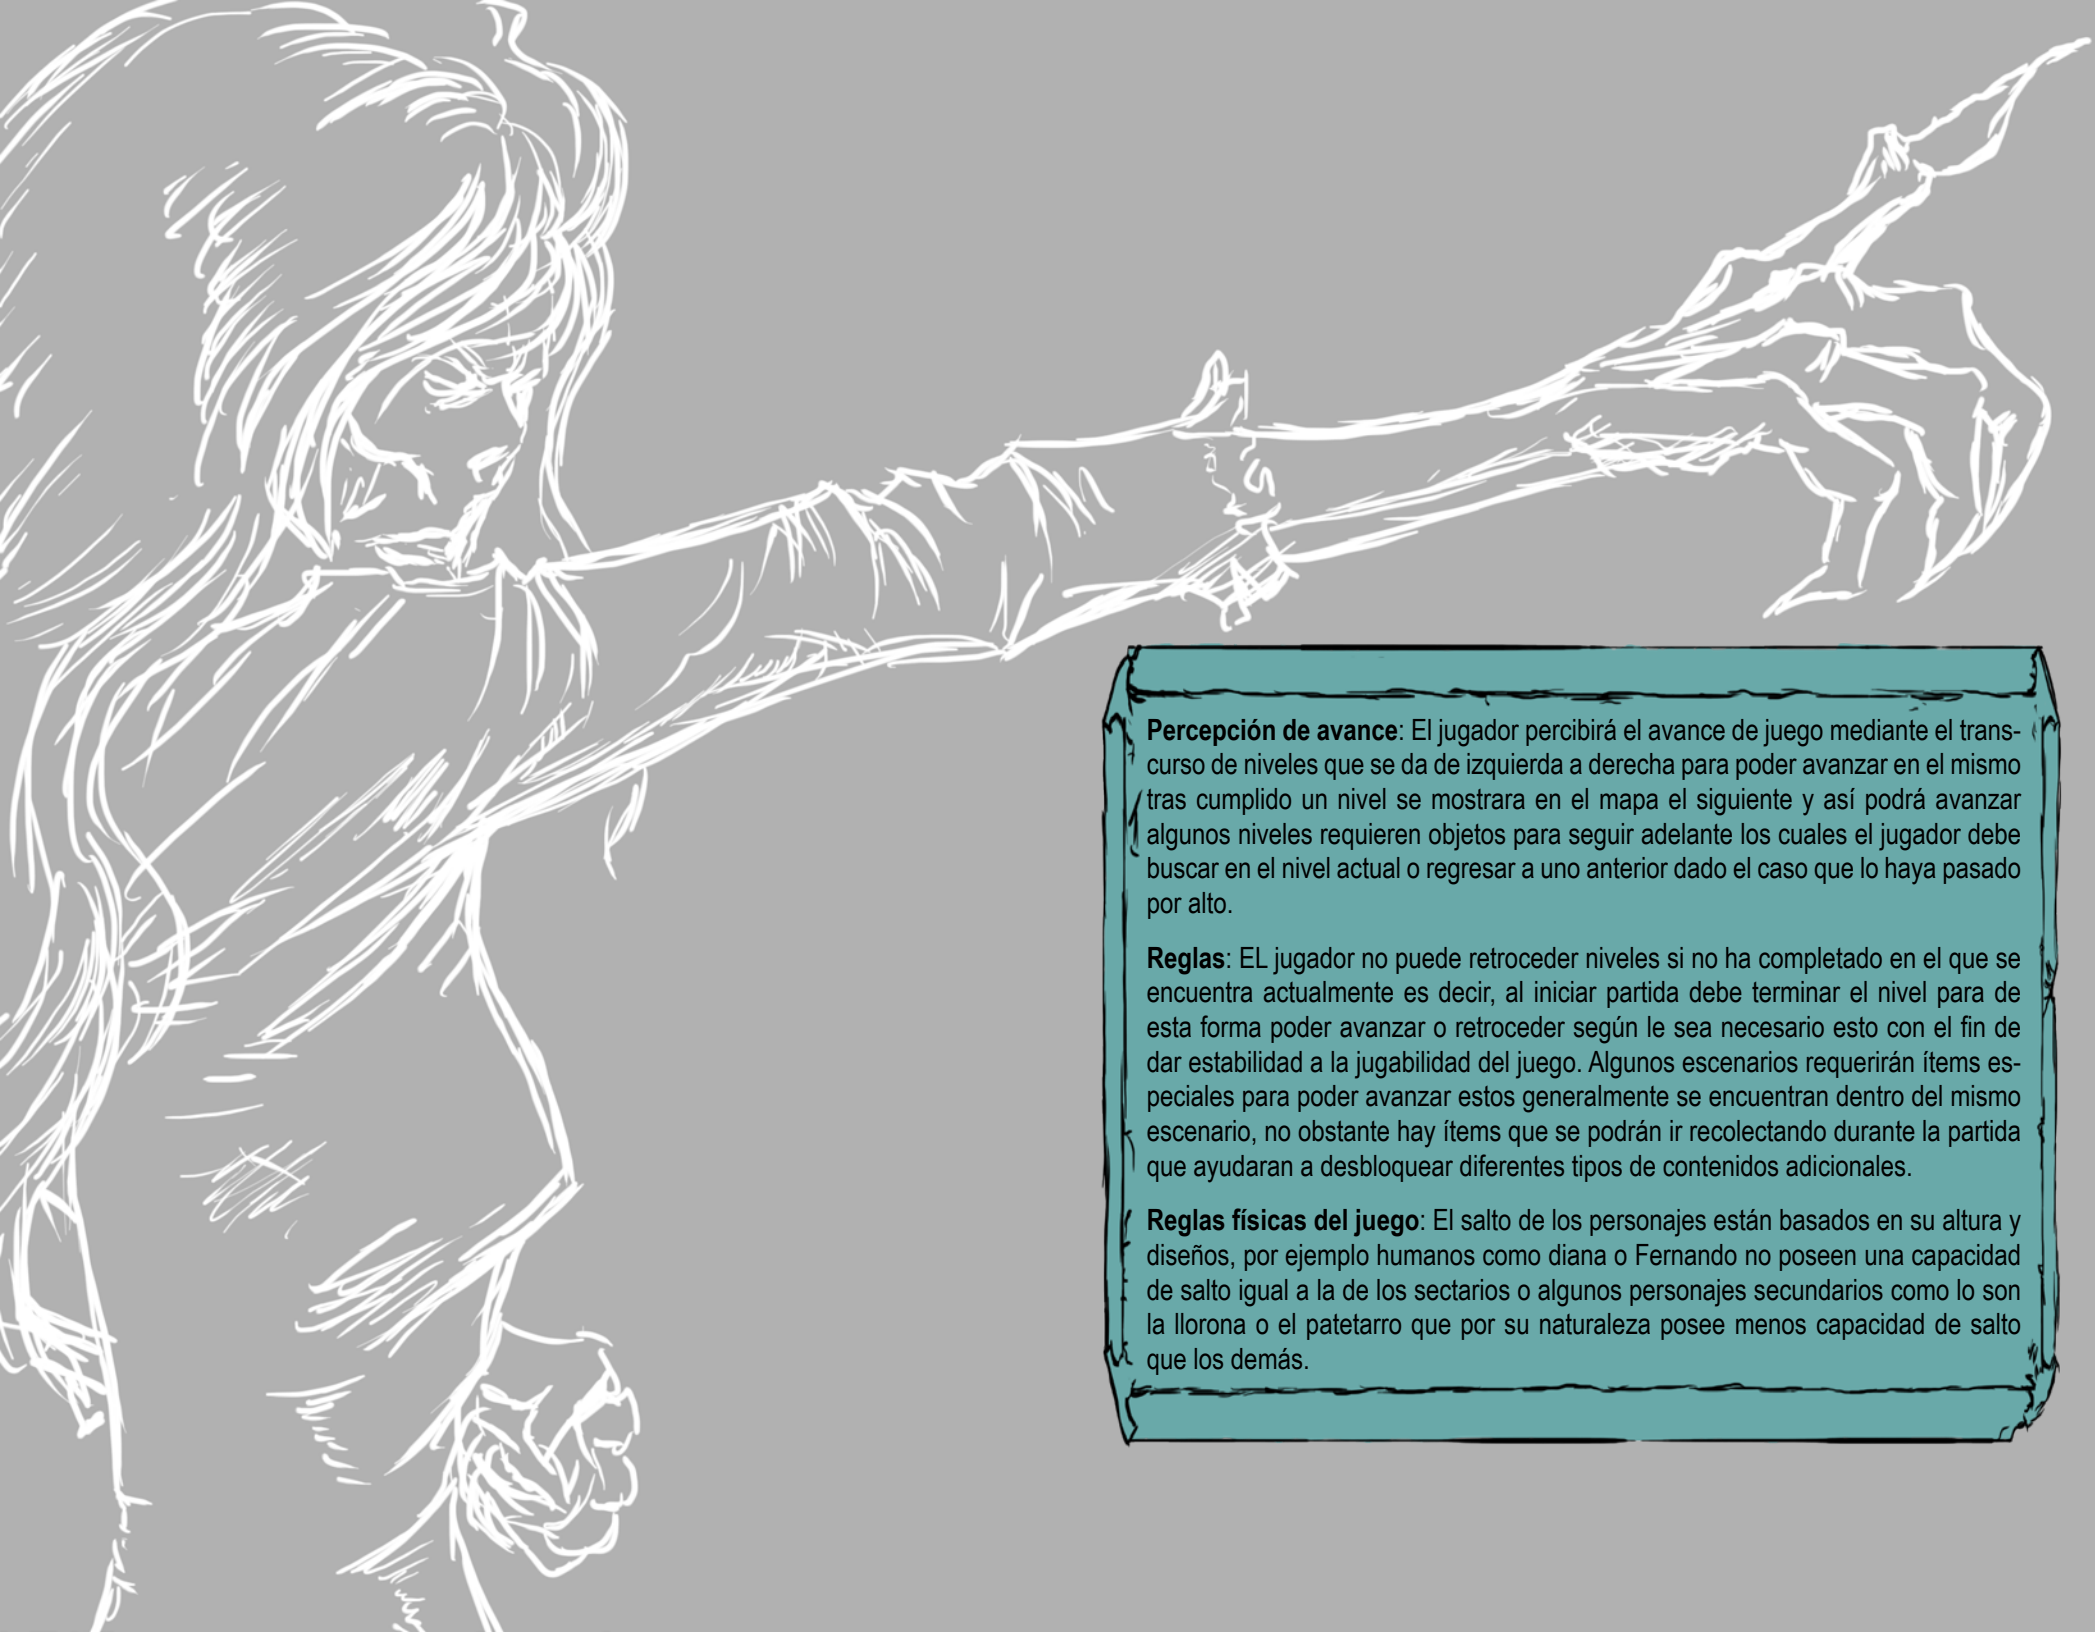 Percepción de avance: El jugador percibirá el avance de juego mediante el trans-
curso de niveles que se da de izquierda a derecha para poder avanzar en el mismo
tras cumplido un nivel se mostrara en el mapa el siguiente y así podrá avanzar
algunos niveles requieren objetos para seguir adelante los cuales el jugador debe
buscar en el nivel actual o regresar a uno anterior dado el caso que lo haya pasado
por alto.
Reglas: EL jugador no puede retroceder niveles si no ha completado en el que se
encuentra actualmente es decir, al iniciar partida debe terminar el nivel para de
esta forma poder avanzar o retroceder según le sea necesario esto con el fin de
dar estabilidad a la jugabilidad del juego. Algunos escenarios requerirán ítems es-
peciales para poder avanzar estos generalmente se encuentran dentro del mismo
escenario, no obstante hay ítems que se podrán ir recolectando durante la partida
que ayudaran a desbloquear diferentes tipos de contenidos adicionales.
Reglas físicas del juego: El salto de los personajes están basados en su altura y
diseños, por ejemplo humanos como diana o Fernando no poseen una capacidad
de salto igual a la de los sectarios o algunos personajes secundarios como lo son
la llorona o el patetarro que por su naturaleza posee menos capacidad de salto
que los demás.